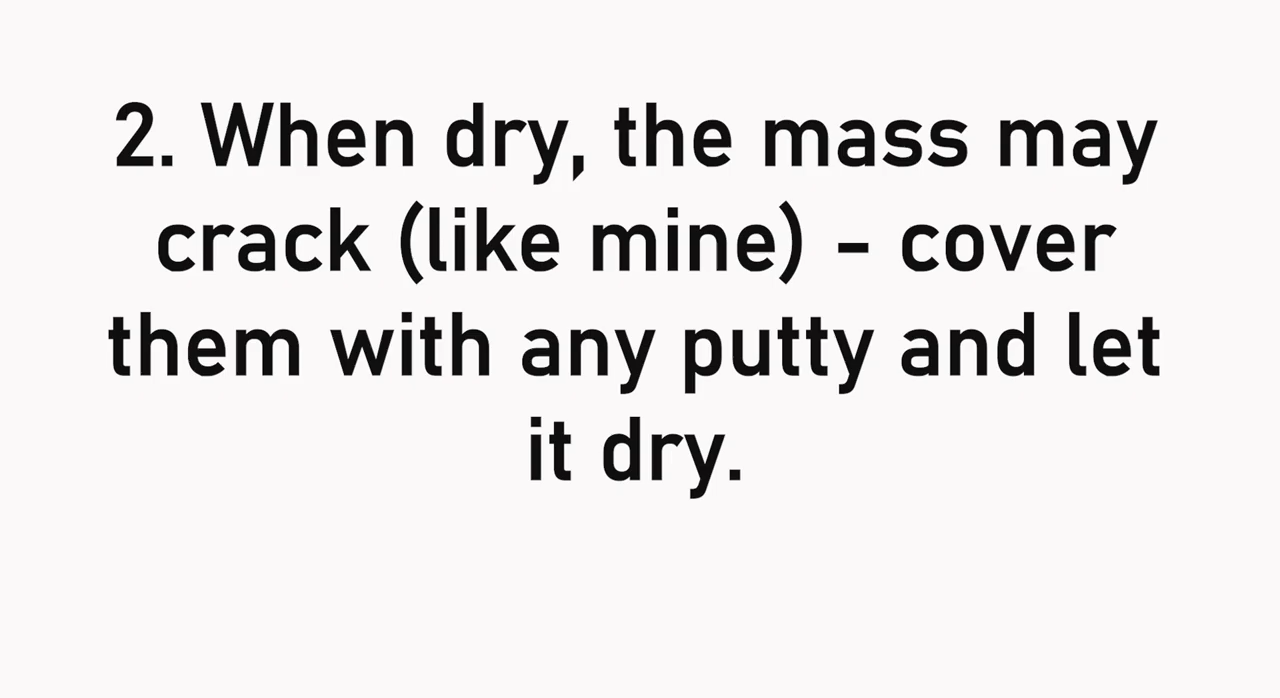 2. When dry, the mass may
crack (like mine) - cover
them with any putty and let
it dry.